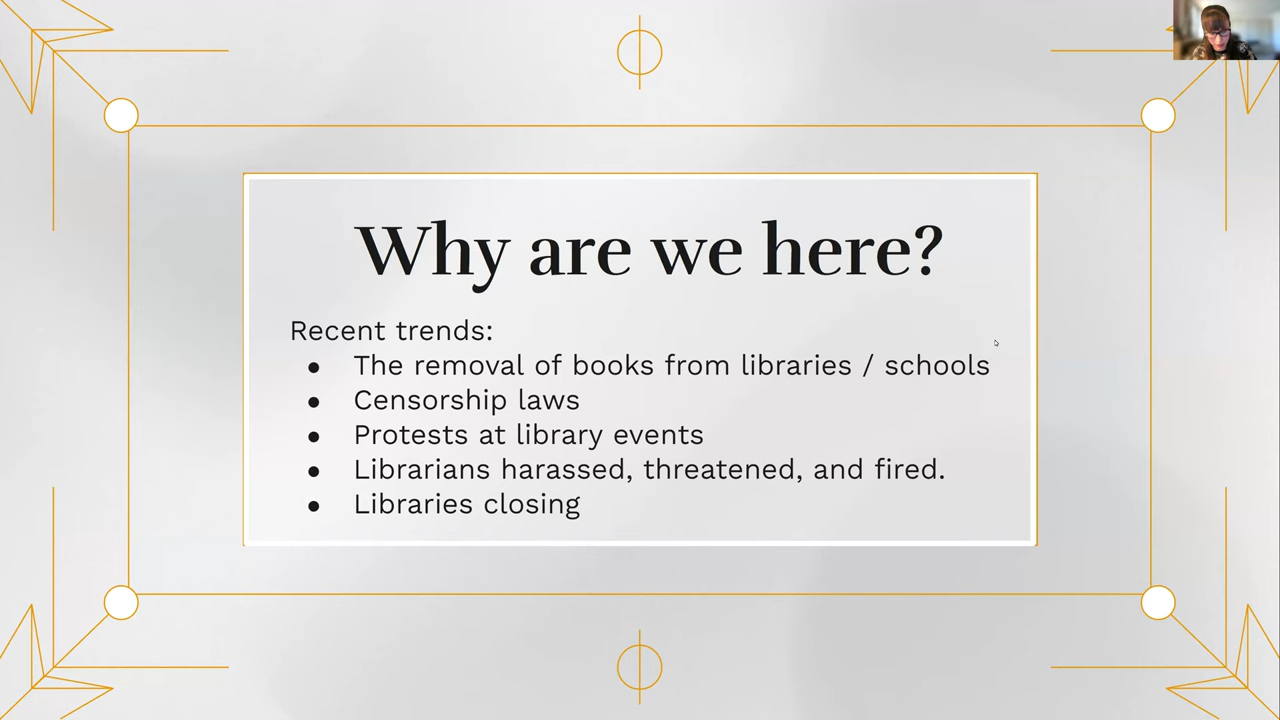 Why are we here?
Recent trends:
● The removal of books from libraries / schools
● Censorship laws
● Protests at library events
● Librarians harassed, threatened, and fired.
● Libraries closing